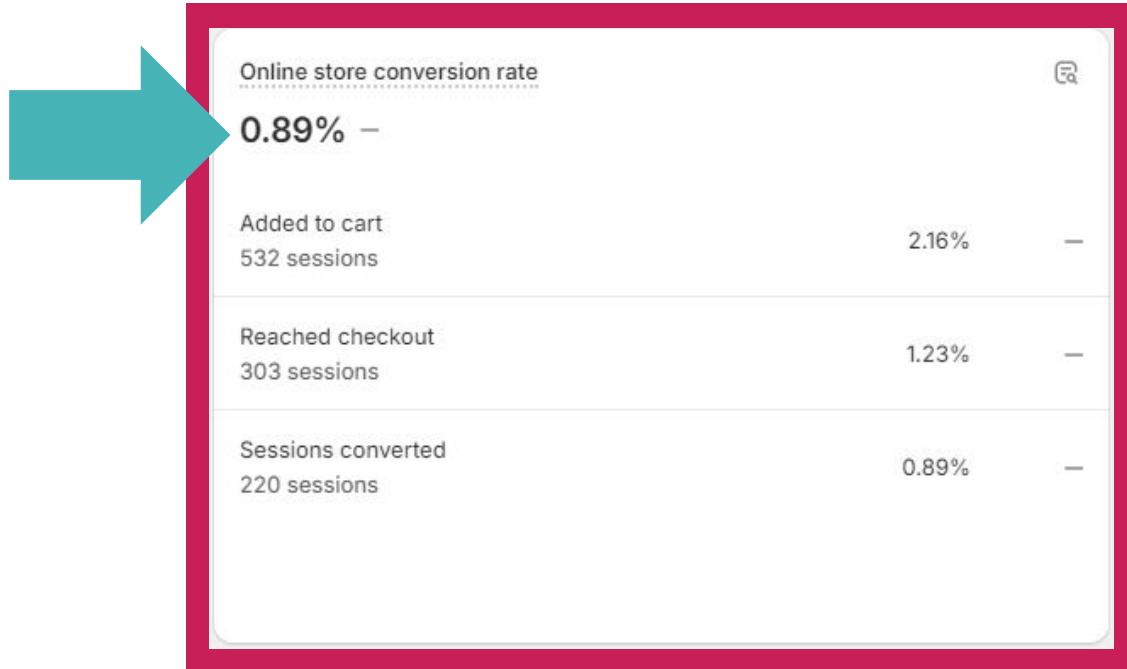 Online store conversion rate
0.89% –
Added to cart
532 sessions
2.16% –
Reached checkout
303 sessions
1.23% –
Sessions converted
220 sessions
0.89% –